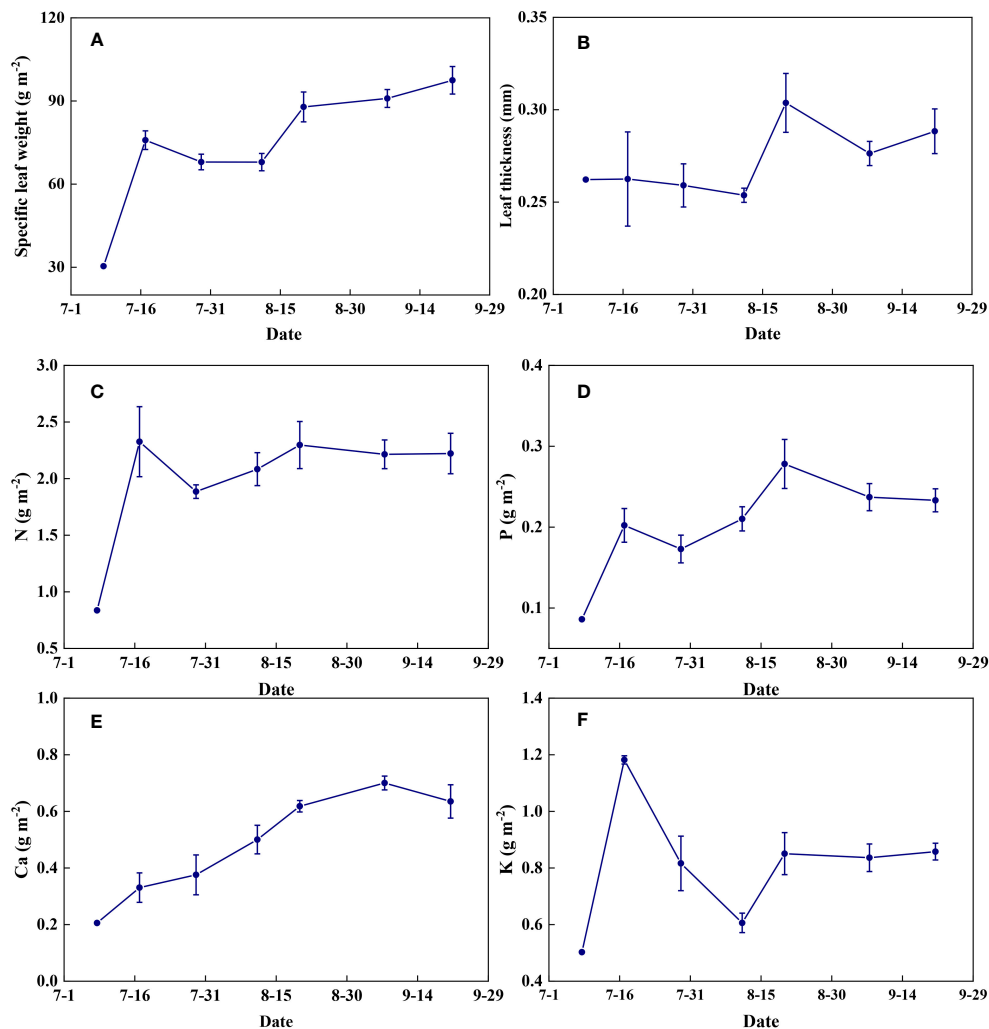 A
Specific leaf weight (g m-2)
120
90
60
30
7-1 7-16 7-31 8-15 8-30 9-14 9-29
Date
B
Leaf thickness (mm)
0.35
0.30
0.25
0.20
7-1 7-16 7-31 8-15 8-30 9-14 9-29
Date
C
N (g m-2)
3.0
2.5
2.0
1.5
1.0
0.5
7-1 7-16 7-31 8-15 8-30 9-14 9-29
Date
D
P (g m-2)
0.4
0.3
0.2
0.1
7-1 7-16 7-31 8-15 8-30 9-14 9-29
Date
E
Ca (g m-2)
1.0
0.8
0.6
0.4
0.2
0.0
7-1 7-16 7-31 8-15 8-30 9-14 9-29
Date
F
K (g m-2)
1.4
1.2
1.0
0.8
0.6
0.4
7-1 7-16 7-31 8-15 8-30 9-14 9-29
Date